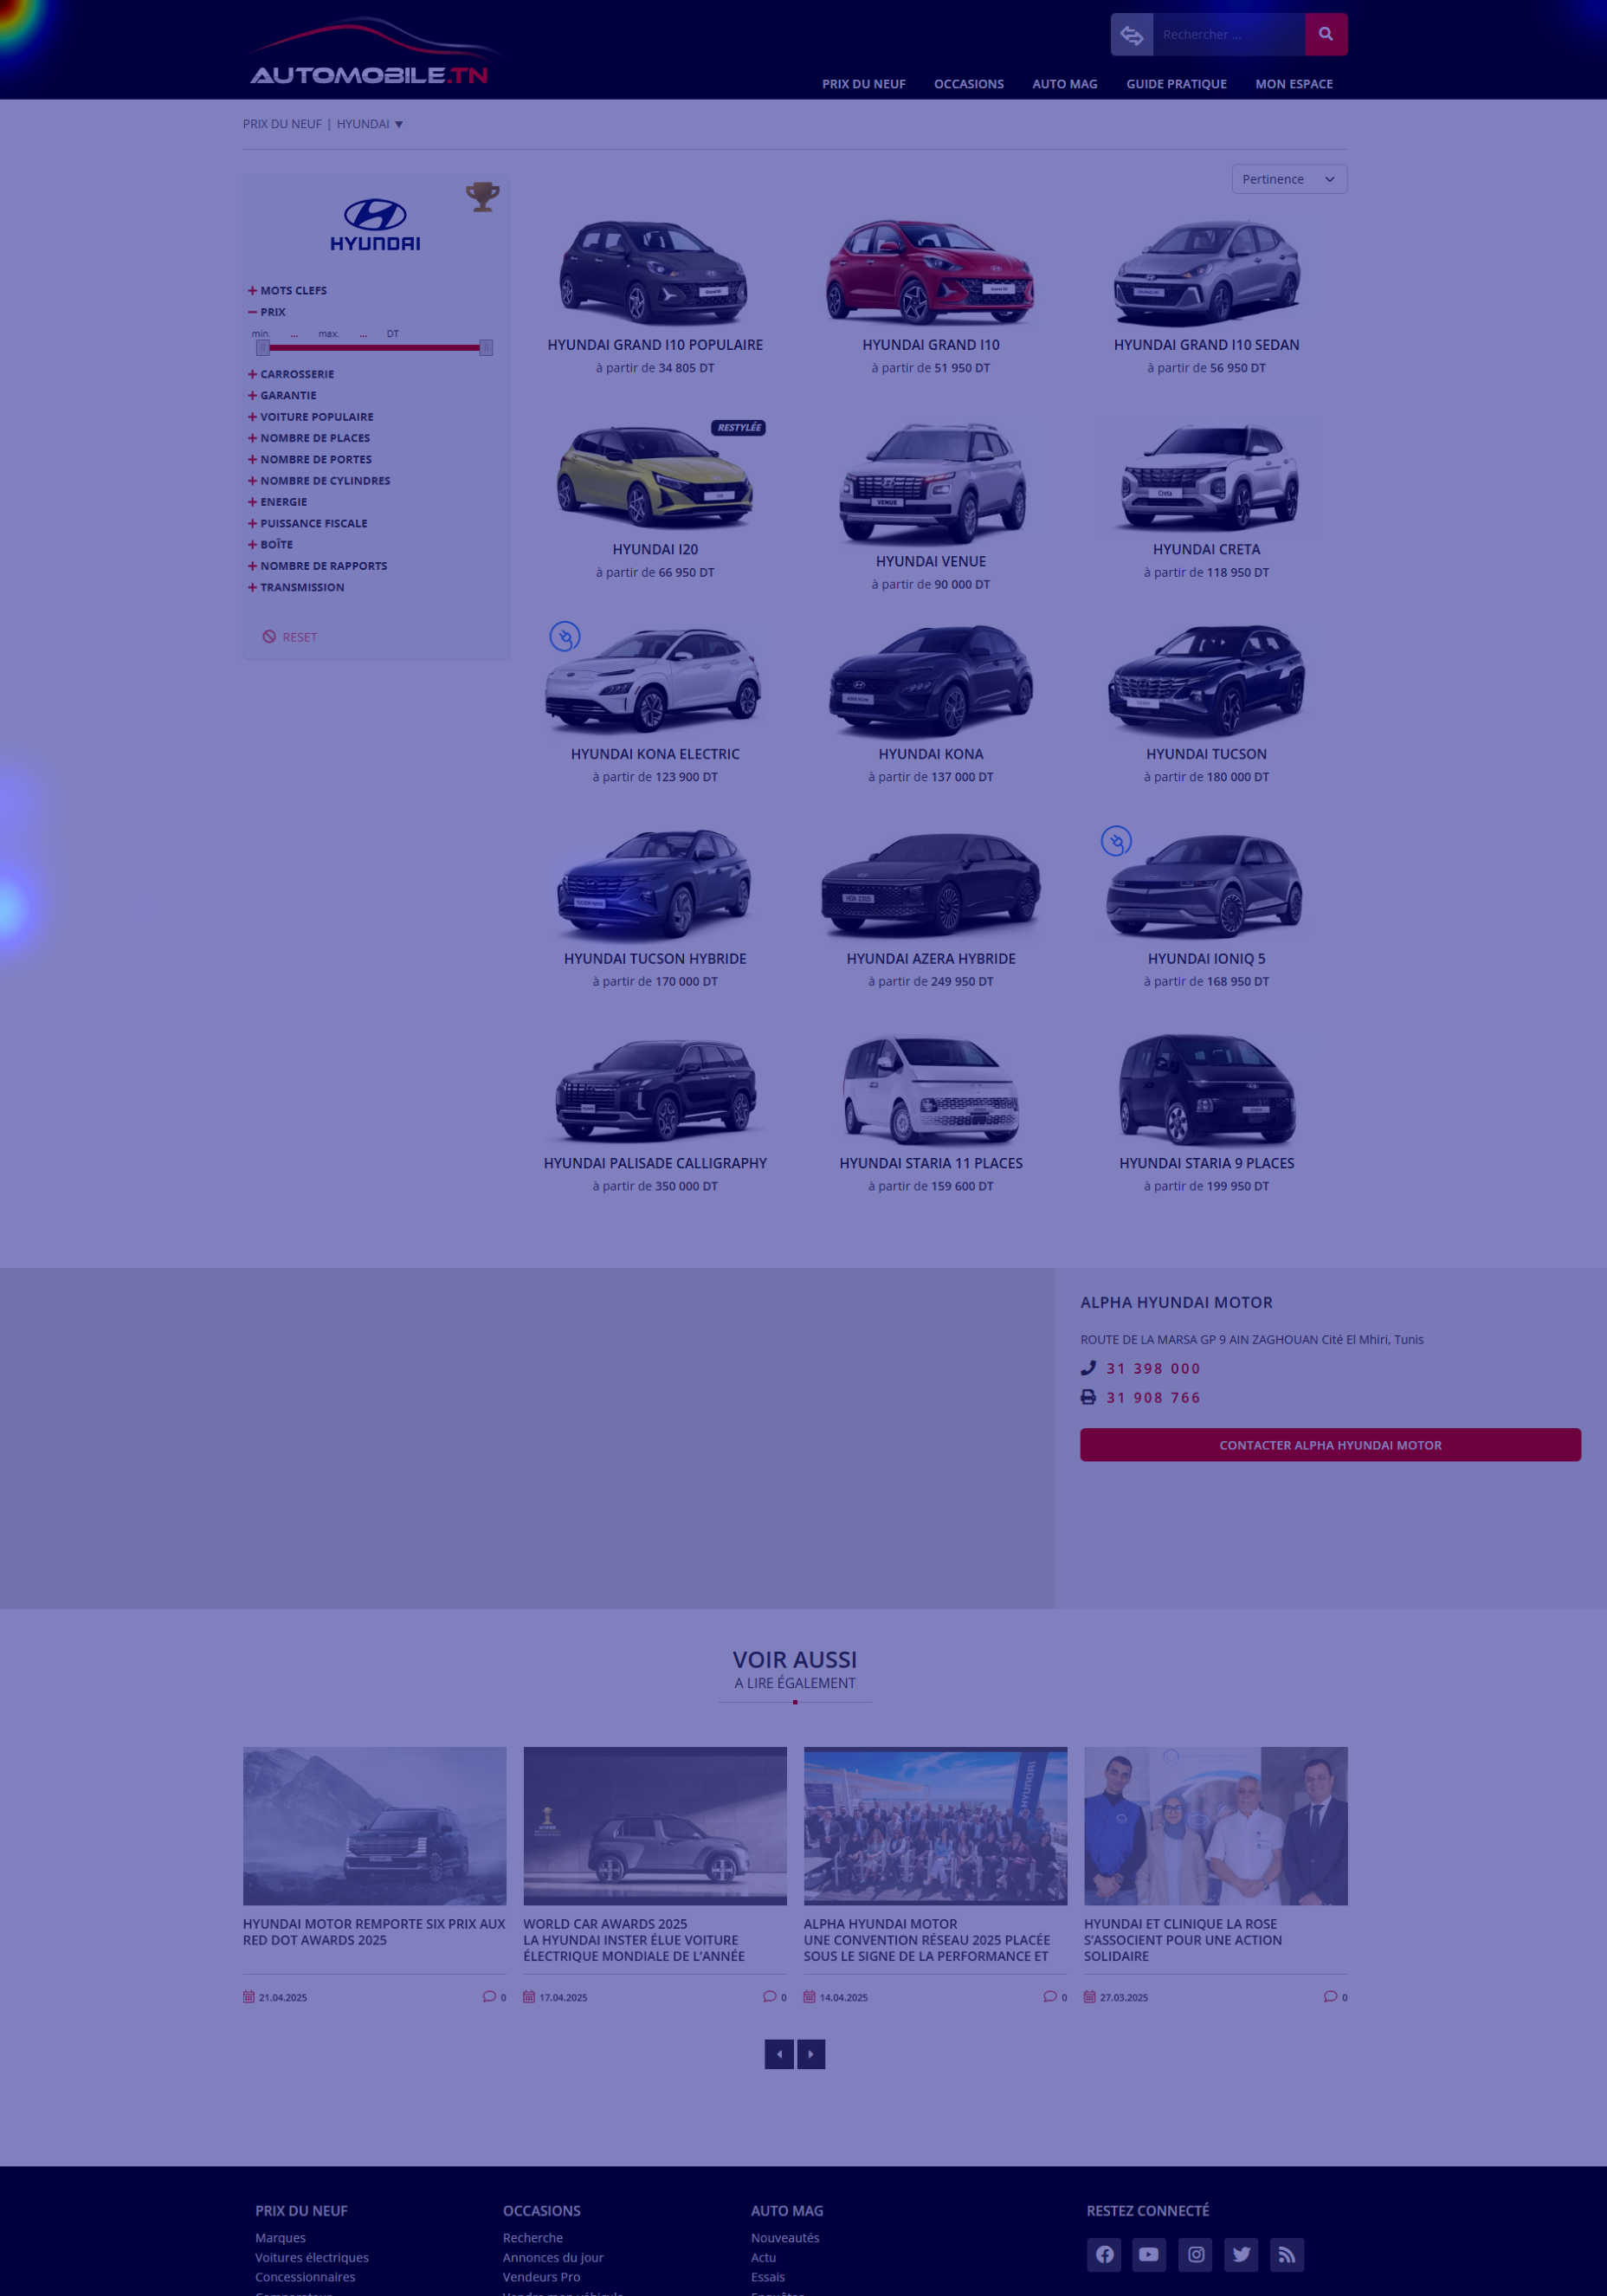 AUTOMOBILE.TN
Rechercher ...
PRIX DU NEUF OCCASIONS AUTO MAG GUIDE PRATIQUE MON ESPACE
PRIX DU NEUF | HYUNDAI ▼
Pertinence
HYUNDAI
+ MOTS CLEFS
− PRIX
min. ... max. ... DT
+ CARROSSERIE
+ GARANTIE
+ VOITURE POPULAIRE
+ NOMBRE DE PLACES
+ NOMBRE DE PORTES
+ NOMBRE DE CYLINDRES
+ ENERGIE
+ PUISSANCE FISCALE
+ BOÎTE
+ NOMBRE DE RAPPORTS
+ TRANSMISSION
RESET
HYUNDAI GRAND I10 POPULAIRE
à partir de 34 805 DT
HYUNDAI GRAND I10
à partir de 51 950 DT
HYUNDAI GRAND I10 SEDAN
à partir de 56 950 DT
RESTYLÉE
HYUNDAI I20
à partir de 66 950 DT
VENUE
HYUNDAI VENUE
à partir de 90 000 DT
Creta
HYUNDAI CRETA
à partir de 118 950 DT
HYUNDAI KONA ELECTRIC
à partir de 123 900 DT
HYUNDAI KONA
à partir de 137 000 DT
HYUNDAI TUCSON
à partir de 180 000 DT
HYUNDAI TUCSON HYBRIDE
à partir de 170 000 DT
HYUNDAI AZERA HYBRIDE
à partir de 249 950 DT
HYUNDAI IONIQ 5
à partir de 168 950 DT
HYUNDAI PALISADE CALLIGRAPHY
à partir de 350 000 DT
HYUNDAI STARIA 11 PLACES
à partir de 159 600 DT
HYUNDAI STARIA 9 PLACES
à partir de 199 950 DT
ALPHA HYUNDAI MOTOR
ROUTE DE LA MARSA GP 9 AIN ZAGHOUAN Cité El Mhiri, Tunis
31 398 000
31 908 766
CONTACTER ALPHA HYUNDAI MOTOR
VOIR AUSSI
A LIRE ÉGALEMENT
HYUNDAI
HYUNDAI MOTOR REMPORTE SIX PRIX AUX
RED DOT AWARDS 2025
21.04.2025 0
WORLD CAR AWARDS 2025
LA HYUNDAI INSTER ÉLUE VOITURE
ÉLECTRIQUE MONDIALE DE L'ANNÉE
17.04.2025 0
ALPHA HYUNDAI MOTOR
UNE CONVENTION RÉSEAU 2025 PLACÉE
SOUS LE SIGNE DE LA PERFORMANCE ET
14.04.2025 0
HYUNDAI ET CLINIQUE LA ROSE
S'ASSOCIENT POUR UNE ACTION
SOLIDAIRE
27.03.2025 0
PRIX DU NEUF
Marques
Voitures électriques
Concessionnaires
OCCASIONS
Recherche
Annonces du jour
Vendeurs Pro
AUTO MAG
Nouveautés
Actu
Essais
RESTEZ CONNECTÉ